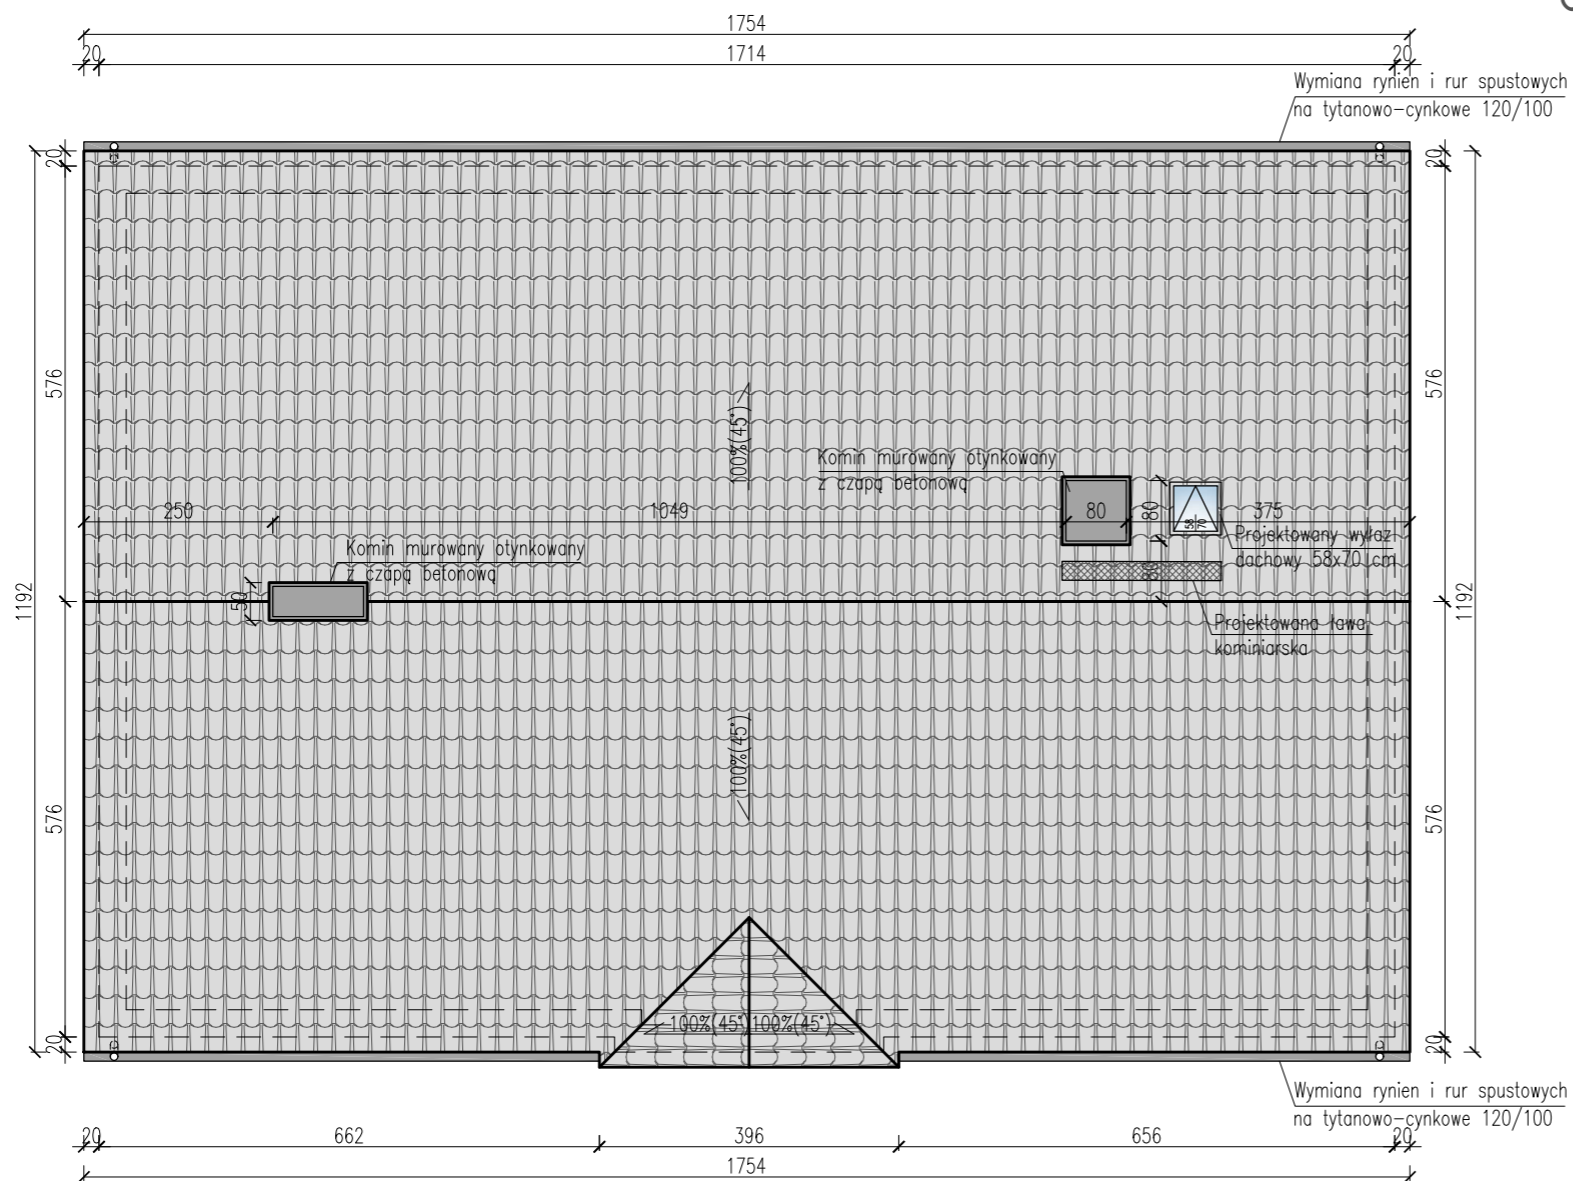 1754
20 1714 20
Wymiana rynien i rur spustowych
na tytanowo-cynkowe 120/100
20
20
576
576
100%(45°)
Komin murowany otynkowany
z czapą betonową
250
1049
80
80
58
70
375
Projektowany wyłaz
dachowy 58x70 cm
Komin murowany otynkowany
z czapą betonową
50
80
1192
1192
Projektowana ława
kominiarska
100%(45°)
576
576
100%(45°) 100%(45°)
20
20
Wymiana rynien i rur spustowych
na tytanowo-cynkowe 120/100
20 662 396 656 20
1754